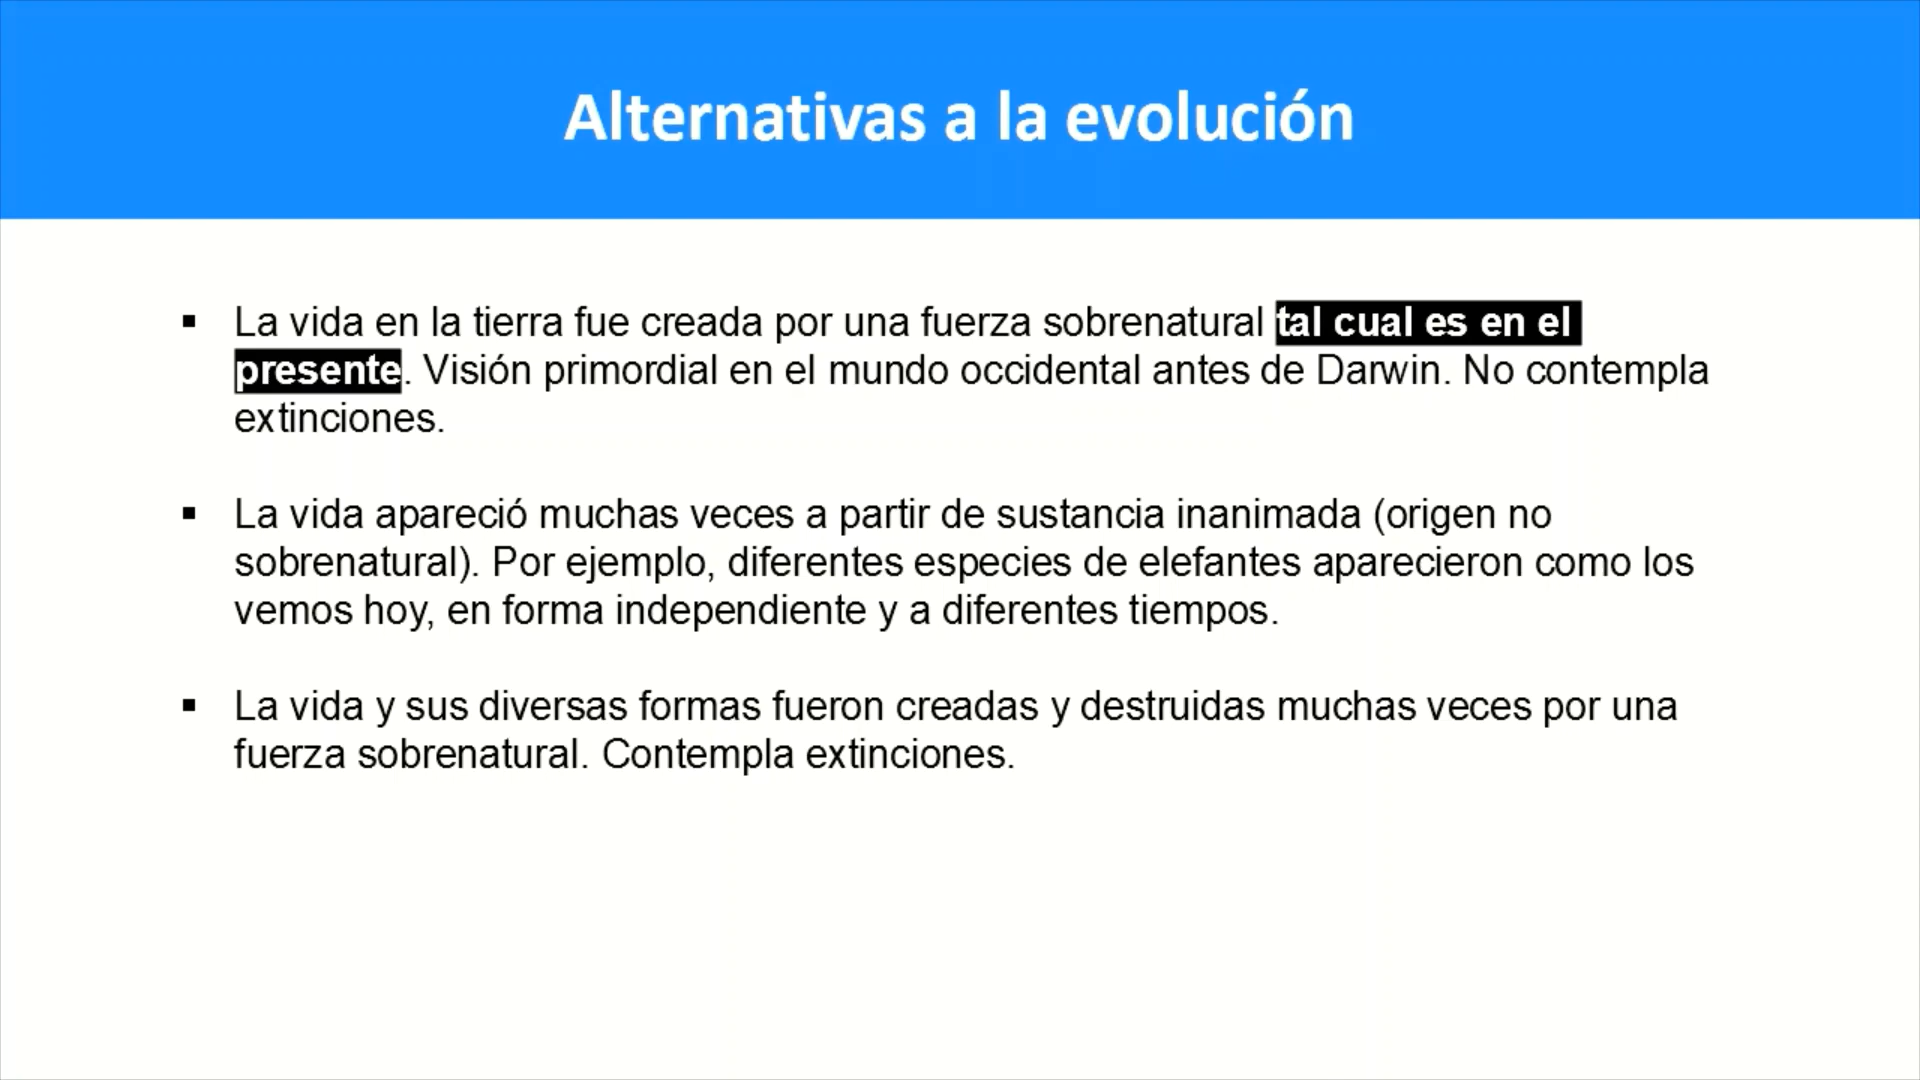 Alternativas a la evolución
▪ La vida en la tierra fue creada por una fuerza sobrenatural tal cual es en el
presente. Visión primordial en el mundo occidental antes de Darwin. No contempla
extinciones.
▪ La vida apareció muchas veces a partir de sustancia inanimada (origen no
sobrenatural). Por ejemplo, diferentes especies de elefantes aparecieron como los
vemos hoy, en forma independiente y a diferentes tiempos.
▪ La vida y sus diversas formas fueron creadas y destruidas muchas veces por una
fuerza sobrenatural. Contempla extinciones.